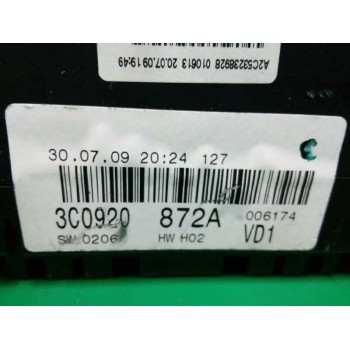 A2C53236928 010613 20.07.09 19:49
30.07.09 20:24 127
3C0920 872A 006174
SW 0206 HW H02 VD1